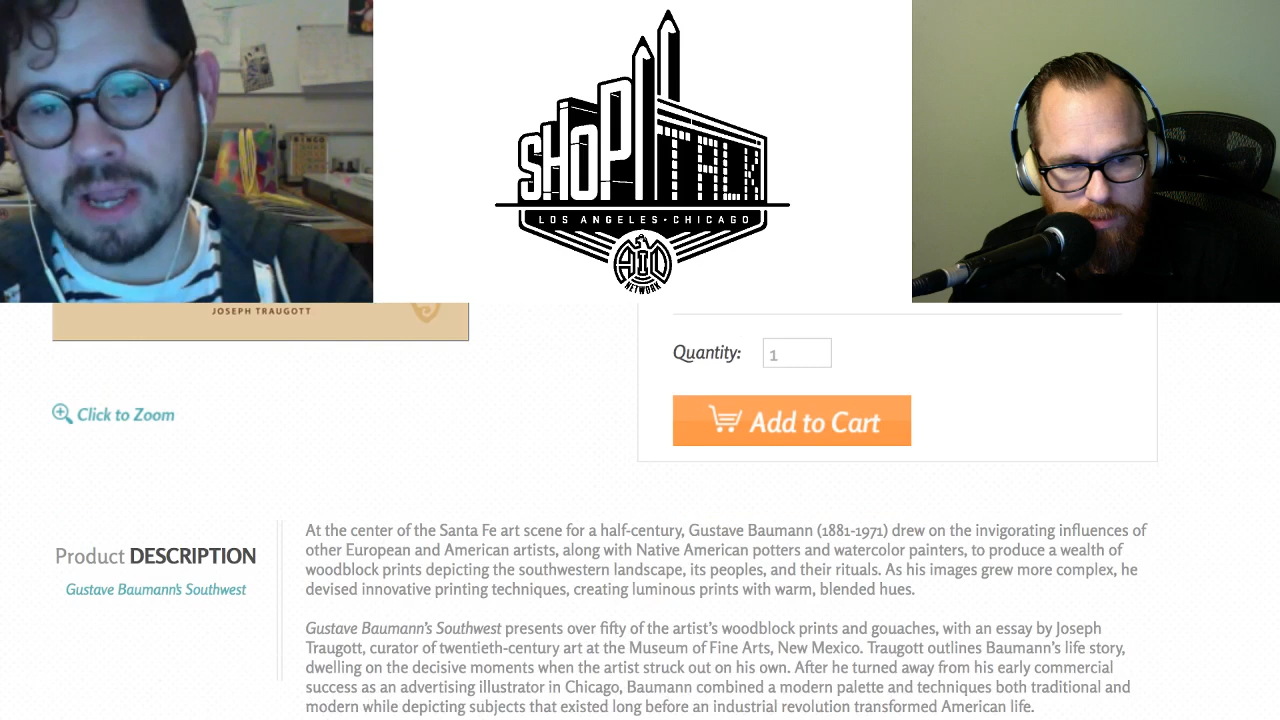 SHOP TALK
LOS ANGELES • CHICAGO
AID
NETWORK
BINGO
JOSEPH TRAUGOTT
Quantity: 1
Click to Zoom
Add to Cart
Product DESCRIPTION
Gustave Baumann's Southwest
At the center of the Santa Fe art scene for a half-century, Gustave Baumann (1881-1971) drew on the invigorating influences of
other European and American artists, along with Native American potters and watercolor painters, to produce a wealth of
woodblock prints depicting the southwestern landscape, its peoples, and their rituals. As his images grew more complex, he
devised innovative printing techniques, creating luminous prints with warm, blended hues.
Gustave Baumann's Southwest presents over fifty of the artist's woodblock prints and gouaches, with an essay by Joseph
Traugott, curator of twentieth-century art at the Museum of Fine Arts, New Mexico. Traugott outlines Baumann's life story,
dwelling on the decisive moments when the artist struck out on his own. After he turned away from his early commercial
success as an advertising illustrator in Chicago, Baumann combined a modern palette and techniques both traditional and
modern while depicting subjects that existed long before an industrial revolution transformed American life.